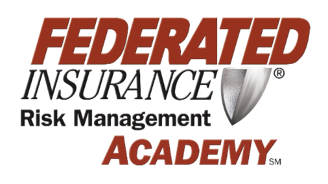 FEDERATED
INSURANCE®
Risk Management
ACADEMY℠